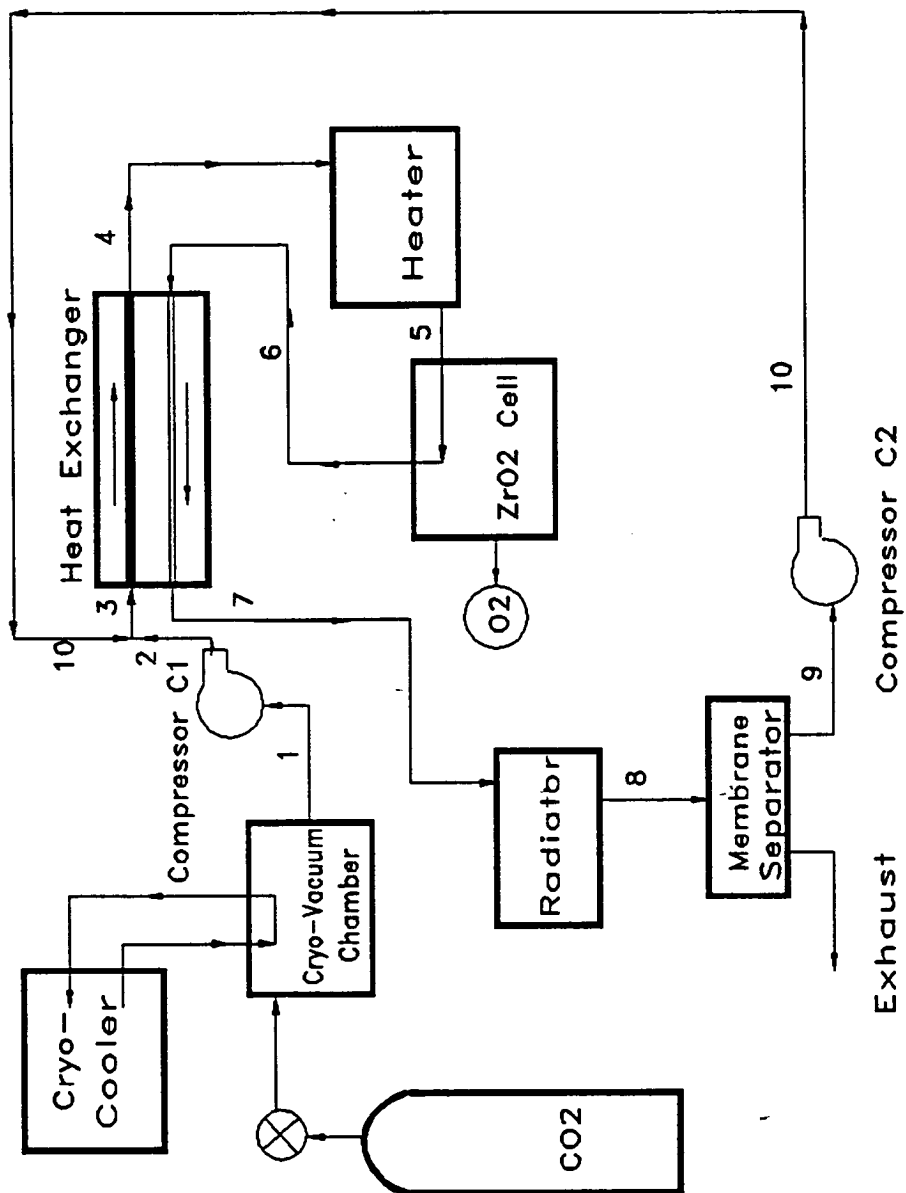 Cryo-
Cooler
Cryo-Vacuum
Chamber
CO2
Compressor C1
1
2
3
10
Heat Exchanger
4
Heater
5
6
ZrO2 Cell
O2
7
Radiator
8
Membrane
Separator
Exhaust
9
Compressor C2
10